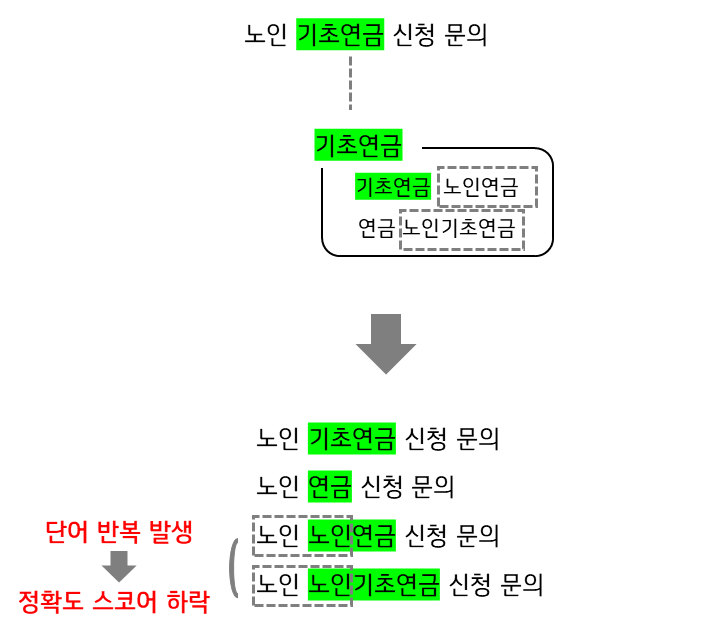 노인 기초연금 신청 문의
기초연금
기초연금 노인연금
연금 노인기초연금
노인 기초연금 신청 문의
노인 연금 신청 문의
노인 노인연금 신청 문의
노인 노인기초연금 신청 문의
단어 반복 발생
정확도 스코어 하락